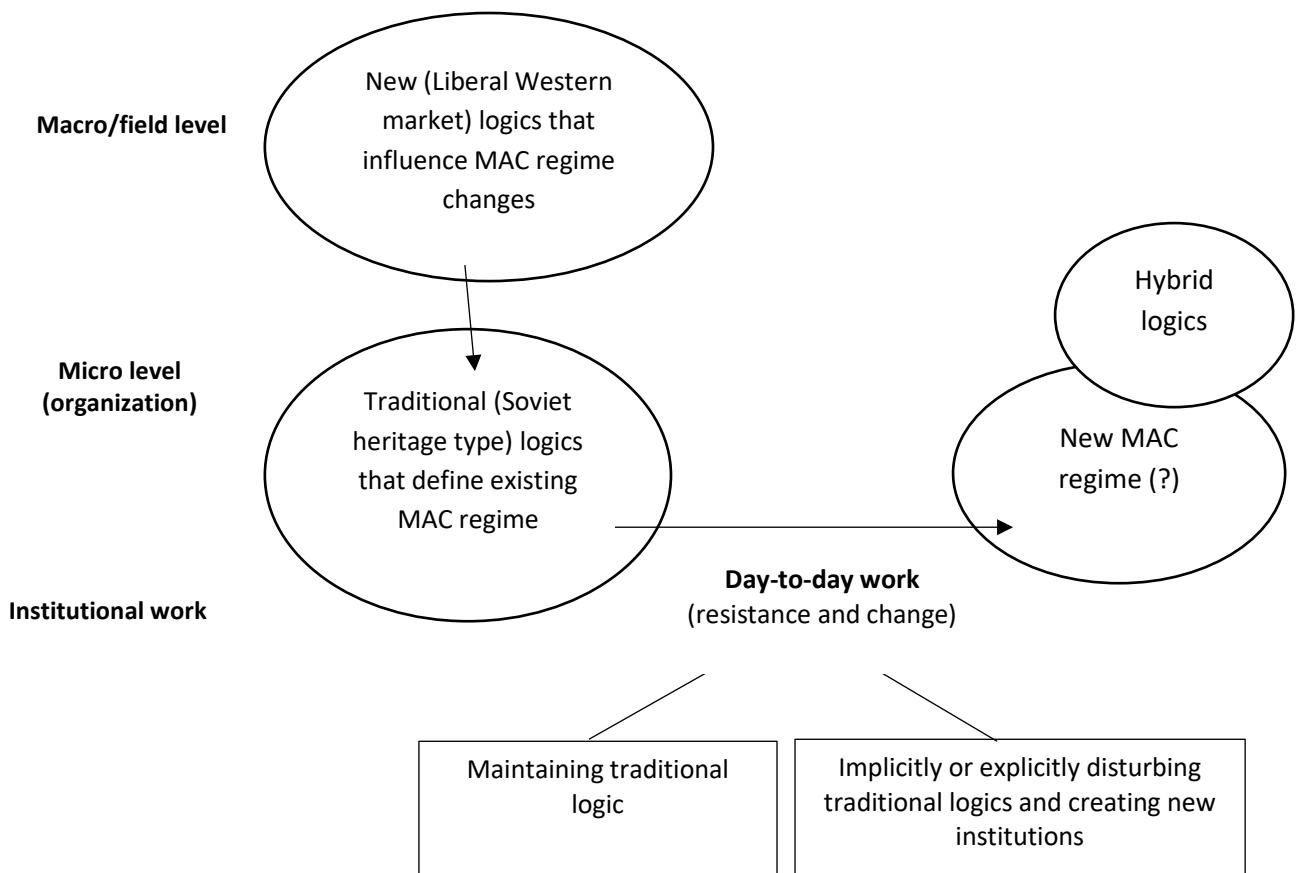 New (Liberal Western
market) logics that
influence MAC regime
changes
Macro/field level
Hybrid
logics
Micro level
(organization)
Traditional (Soviet
heritage type) logics
that define existing
MAC regime
New MAC
regime (?)
Day-to-day work
(resistance and change)
Institutional work
Maintaining traditional
logic
Implicitly or explicitly disturbing
traditional logics and creating new
institutions